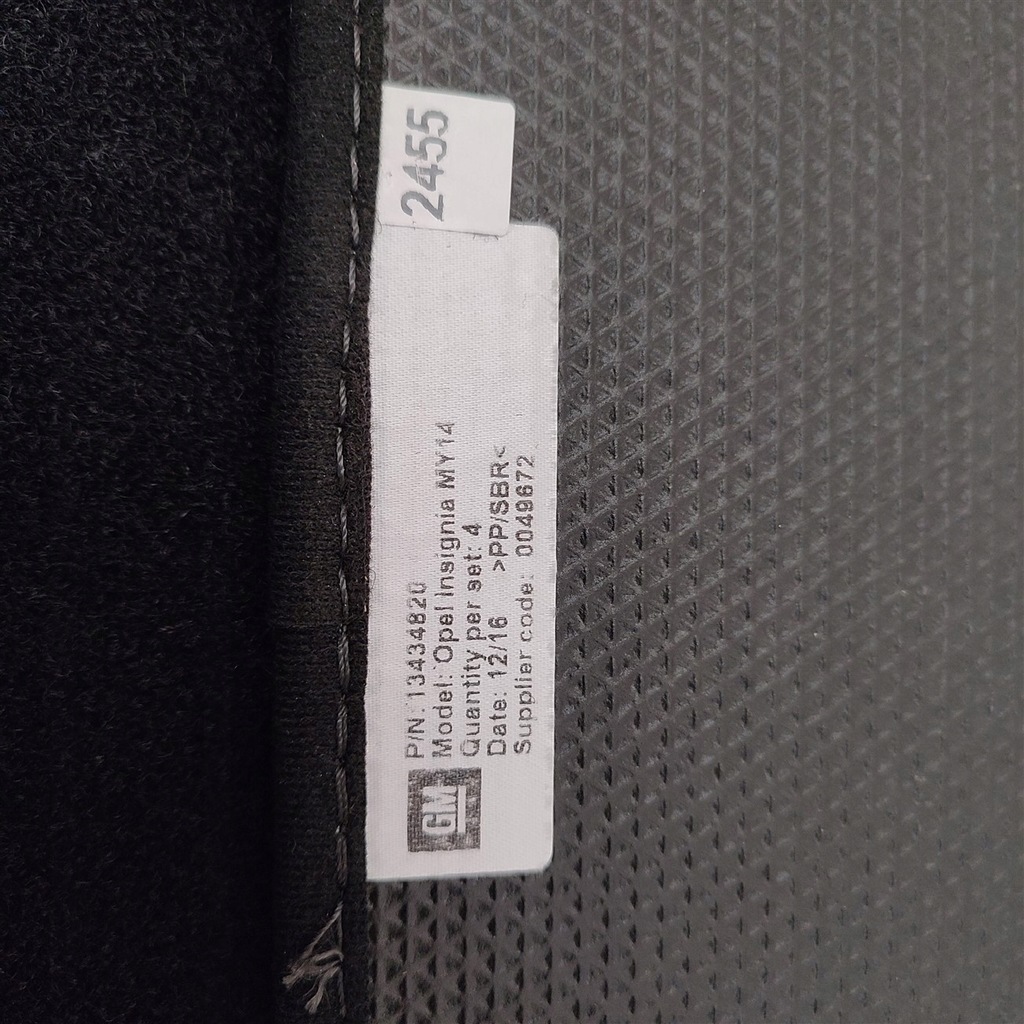 2455
GM
P/N: 13434820
Model: Opel Insignia MY14
Quantity per set: 4
Date: 12/16 >PP/SBR<
Supplier code: 0049672